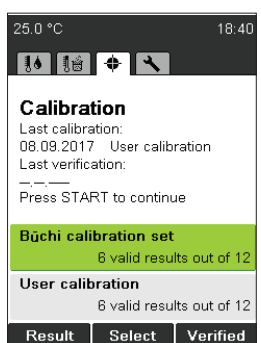 25.0 °C 18:40
Calibration
Last calibration:
08.09.2017 User calibration
Last verification:
__.__.____
Press START to continue
Büchi calibration set
6 valid results out of 12
User calibration
6 valid results out of 12
Result Select Verified